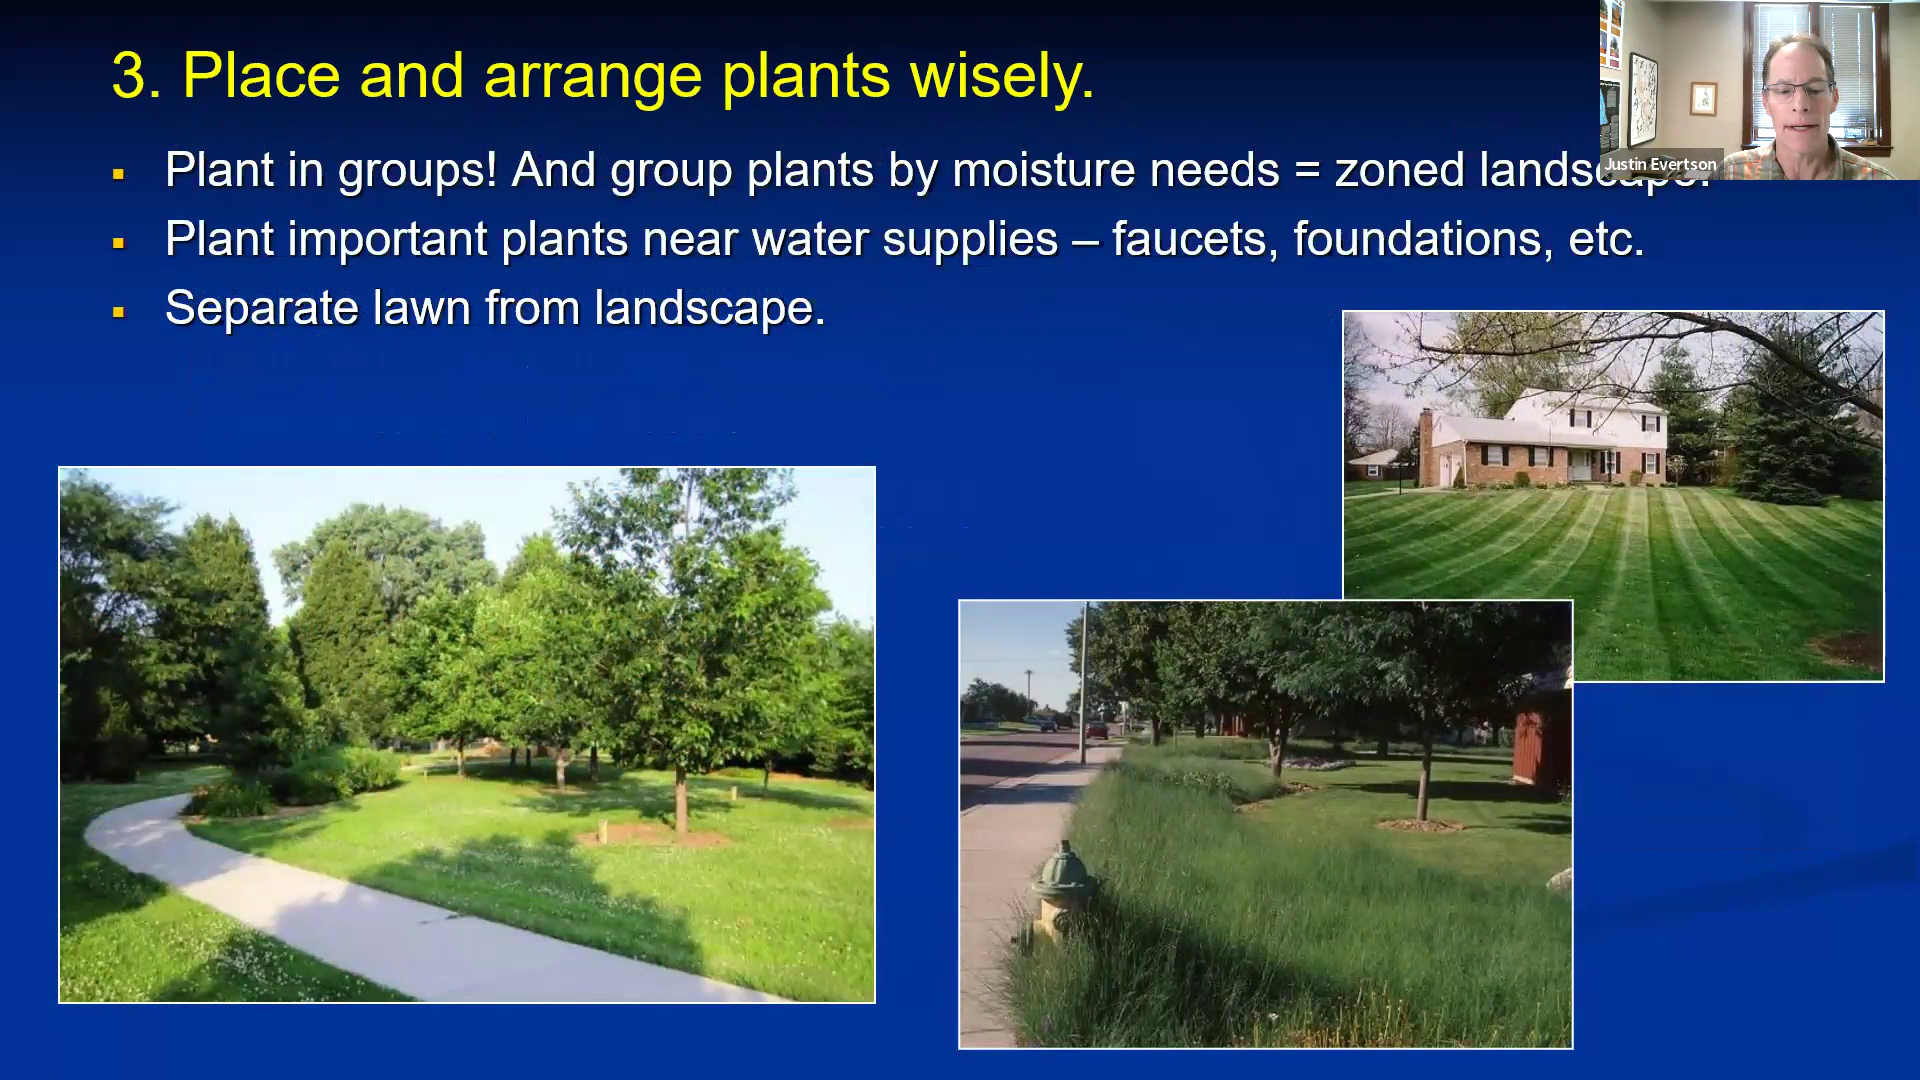 3. Place and arrange plants wisely.
Plant in groups! And group plants by moisture needs = zoned landscape.
Plant important plants near water supplies – faucets, foundations, etc.
Separate lawn from landscape.
Justin Evertson